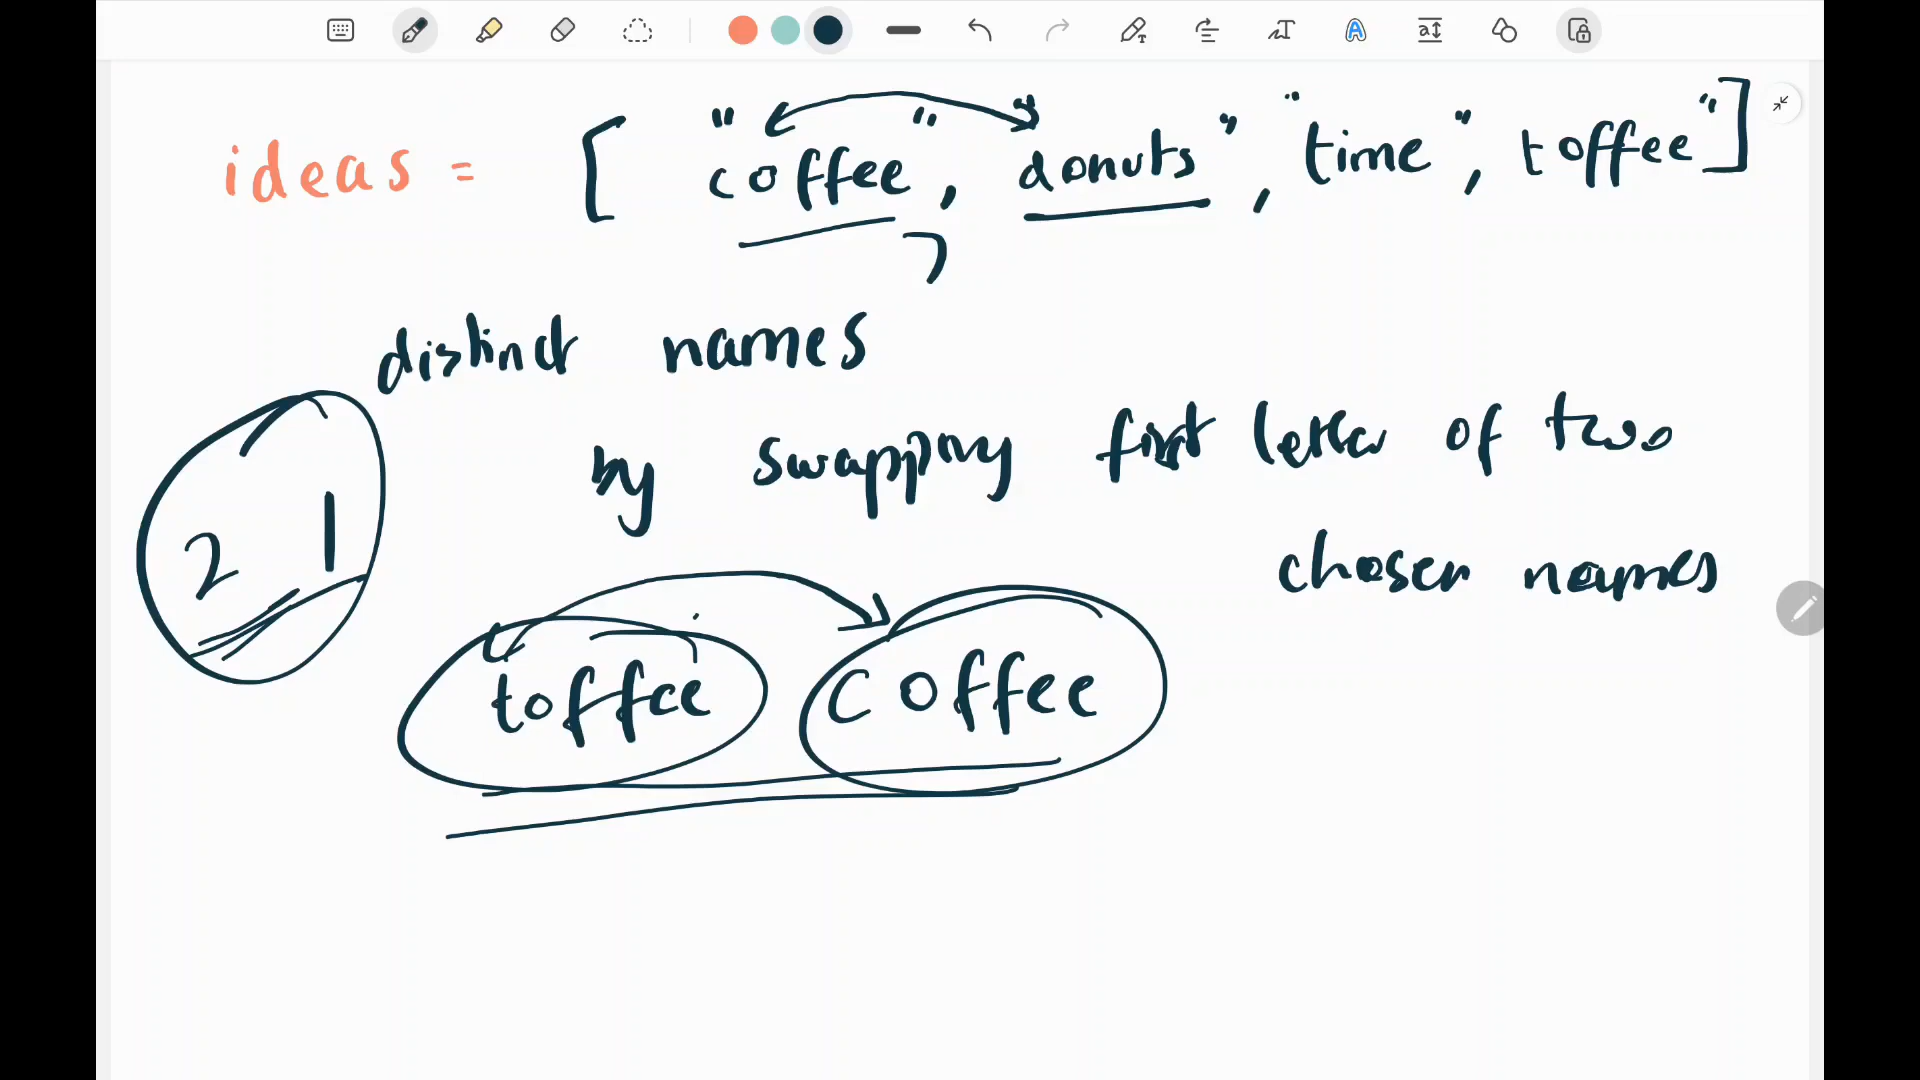 ideas = [ "coffee", "donuts", "time", toffee"]
distinct names
by swapping first letter of two
chosen names
2 1
toffee coffee